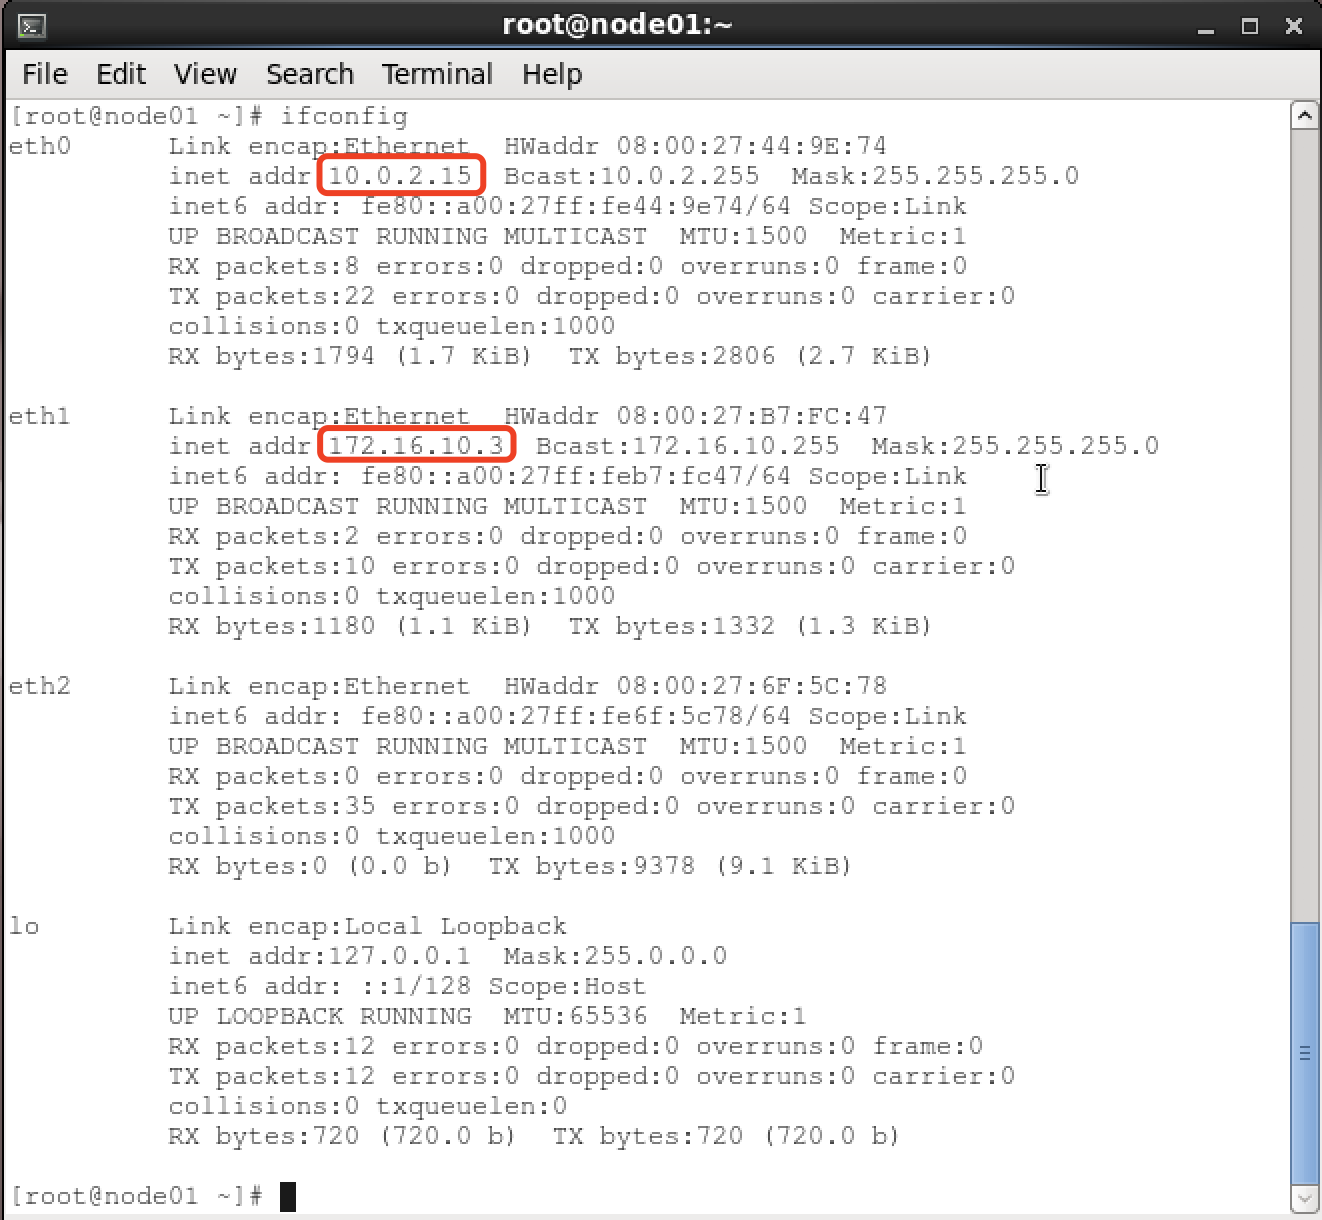 root@node01:~
File Edit View Search Terminal Help
[root@node01 ~]# ifconfig
eth0      Link encap:Ethernet  HWaddr 08:00:27:44:9E:74
          inet addr 10.0.2.15  Bcast:10.0.2.255  Mask:255.255.255.0
          inet6 addr: fe80::a00:27ff:fe44:9e74/64 Scope:Link
          UP BROADCAST RUNNING MULTICAST  MTU:1500  Metric:1
          RX packets:8 errors:0 dropped:0 overruns:0 frame:0
          TX packets:22 errors:0 dropped:0 overruns:0 carrier:0
          collisions:0 txqueuelen:1000
          RX bytes:1794 (1.7 KiB)  TX bytes:2806 (2.7 KiB)

eth1      Link encap:Ethernet  HWaddr 08:00:27:B7:FC:47
          inet addr 172.16.10.3  Bcast:172.16.10.255  Mask:255.255.255.0
          inet6 addr: fe80::a00:27ff:feb7:fc47/64 Scope:Link
          UP BROADCAST RUNNING MULTICAST  MTU:1500  Metric:1
          RX packets:2 errors:0 dropped:0 overruns:0 frame:0
          TX packets:10 errors:0 dropped:0 overruns:0 carrier:0
          collisions:0 txqueuelen:1000
          RX bytes:1180 (1.1 KiB)  TX bytes:1332 (1.3 KiB)

eth2      Link encap:Ethernet  HWaddr 08:00:27:6F:5C:78
          inet6 addr: fe80::a00:27ff:fe6f:5c78/64 Scope:Link
          UP BROADCAST RUNNING MULTICAST  MTU:1500  Metric:1
          RX packets:0 errors:0 dropped:0 overruns:0 frame:0
          TX packets:35 errors:0 dropped:0 overruns:0 carrier:0
          collisions:0 txqueuelen:1000
          RX bytes:0 (0.0 b)  TX bytes:9378 (9.1 KiB)

lo        Link encap:Local Loopback
          inet addr:127.0.0.1  Mask:255.0.0.0
          inet6 addr: ::1/128 Scope:Host
          UP LOOPBACK RUNNING  MTU:65536  Metric:1
          RX packets:12 errors:0 dropped:0 overruns:0 frame:0
          TX packets:12 errors:0 dropped:0 overruns:0 carrier:0
          collisions:0 txqueuelen:0
          RX bytes:720 (720.0 b)  TX bytes:720 (720.0 b)

[root@node01 ~]#